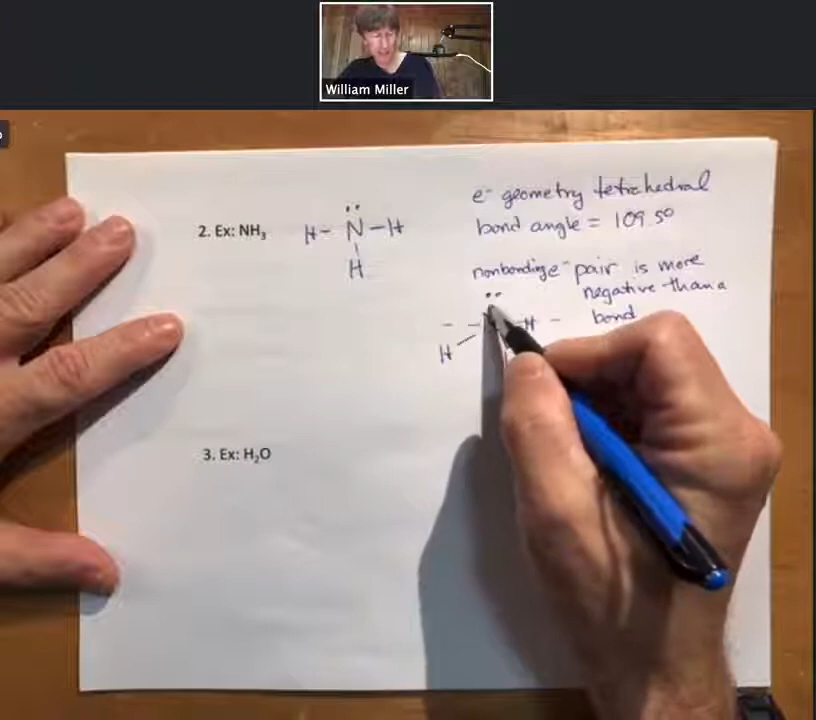 William Miller
2. Ex: NH₃
H - N̈ - H
H
e⁻ geometry tetrahedral
bond angle = 109.5°
nonbonding e⁻ pair is more
negative than a
bond
H
H
3. Ex: H₂O